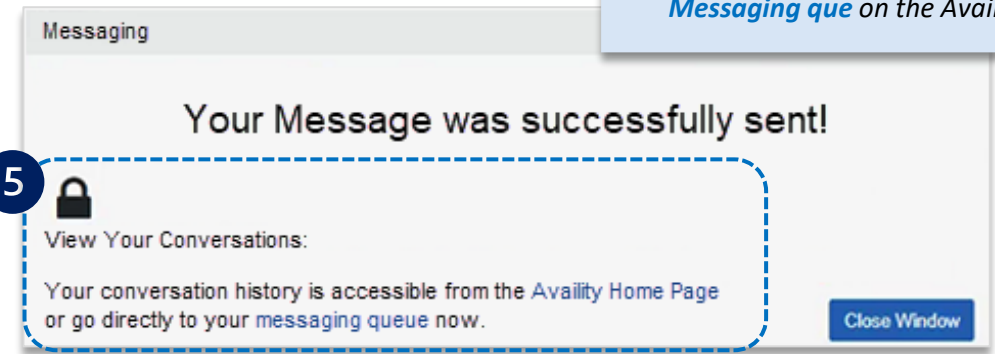 Messaging que on the Avail
Messaging
Your Message was successfully sent!
5
View Your Conversations:
Your conversation history is accessible from the Availity Home Page
or go directly to your messaging queue now.
Close Window